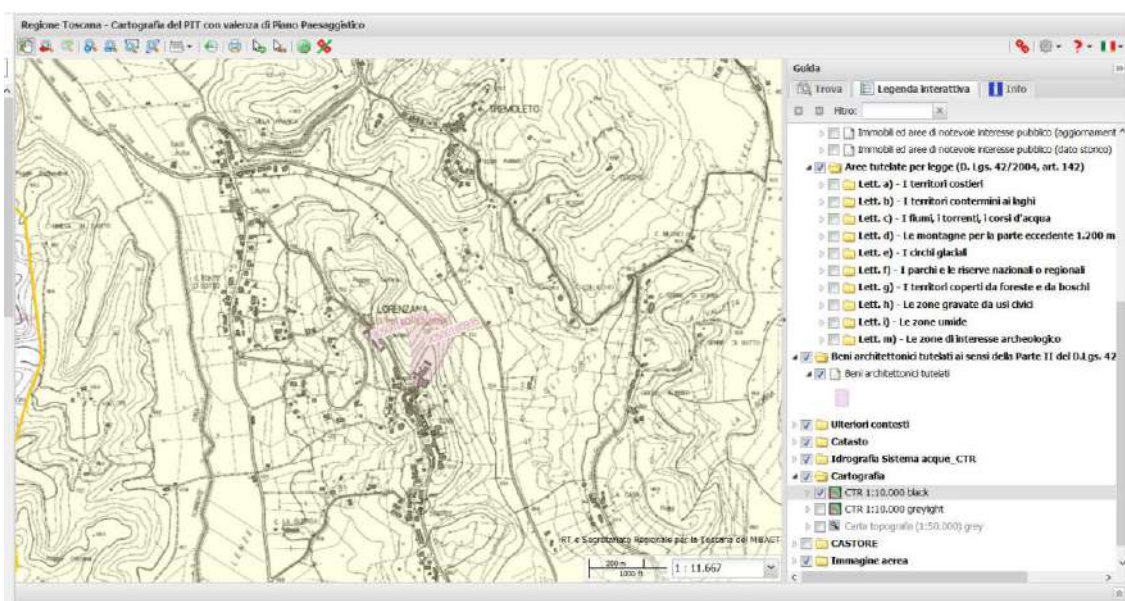 Regione Toscana - Cartografia del PIT con valenza di Piano Paesaggistico
Guida
Trova
Legenda interattiva
Info
Filtro:
Immobili ed aree di notevole interesse pubblico (aggiornament
Immobili ed aree di notevole interesse pubblico (dato storico)
Aree tutelate per legge (D. Lgs. 42/2004, art. 142)
Lett. a) - I territori costieri
Lett. b) - I territori contermini ai laghi
Lett. c) - I fiumi, i torrenti, i corsi d'acqua
Lett. d) - Le montagne per la parte eccedente 1.200 m
Lett. e) - I circhi glaciali
Lett. f) - I parchi e le riserve nazionali o regionali
Lett. g) - I territori coperti da foreste e da boschi
Lett. h) - Le zone gravate da usi civici
Lett. i) - Le zone umide
Lett. m) - Le zone di interesse archeologico
Beni architettonici tutelati ai sensi della Parte II del D.Lgs. 42
Beni architettonici tutelati
Ulteriori contesti
Catasto
Idrografia Sistema acque_CTR
Cartografia
CTR 1:10.000 black
CTR 1:10.000 greylight
Carta topografia (1:50.000) grey
CASTORE
Immagine aerea
TREMOLETO
LAURA
LORENZANA
RT e Secretariato Regionale per la Toscana del MIBACT
200 m
1000 ft
1 : 11.667